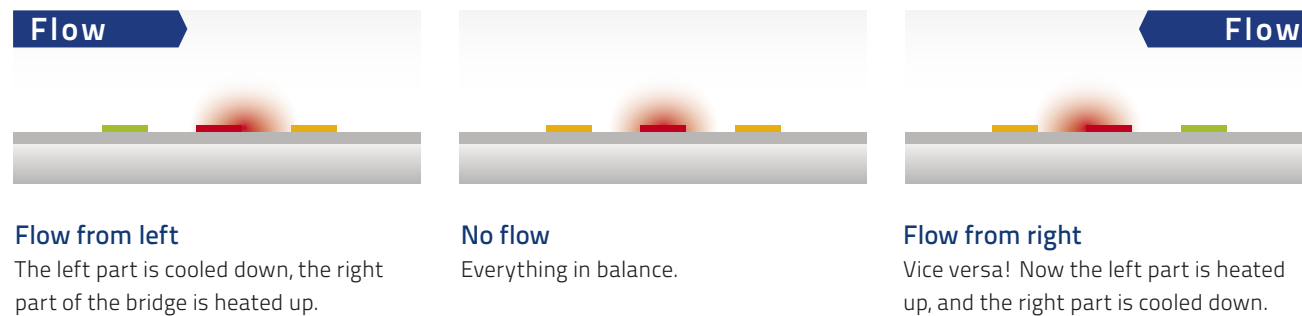 Flow
Flow
Flow from left
The left part is cooled down, the right
part of the bridge is heated up.
No flow
Everything in balance.
Flow from right
Vice versa! Now the left part is heated
up, and the right part is cooled down.